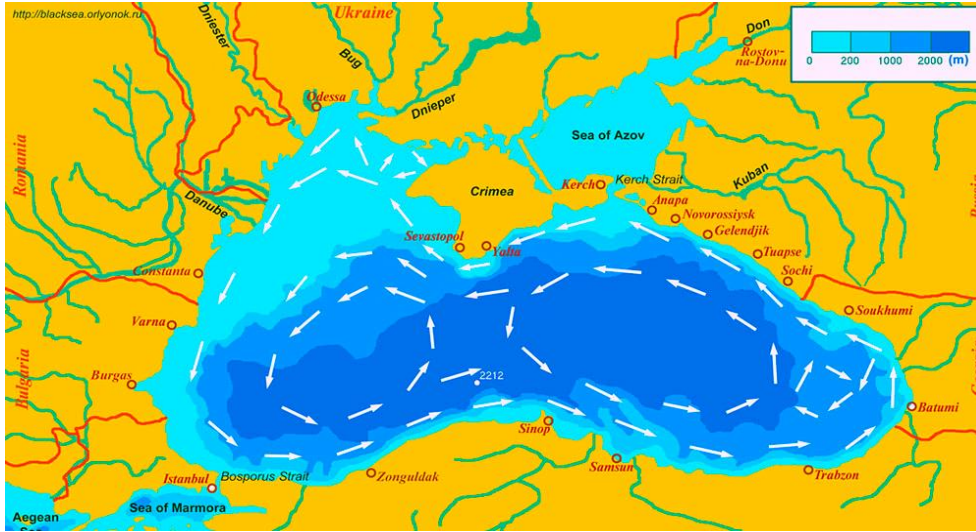 http://blacksea.orlyonok.ru
Ukraine
Dniester
Bug
Don
Rostov-
na-Donu
0 200 1000 2000 (m)
Odessa
Dnieper
Sea of Azov
Romania
Danube
Crimea
Kerch
Kerch Strait
Kuban
Anapa
Novorossiysk
Gelendjik
Tuapse
Sochi
Sevastopol
Yalta
Constanta
Soukhumi
Varna
Bulgaria
Burgas
2212
Batumi
Sinop
Samsun
Trabzon
Istanbul
Bosporus Strait
Zonguldak
Sea of Marmora
Aegean